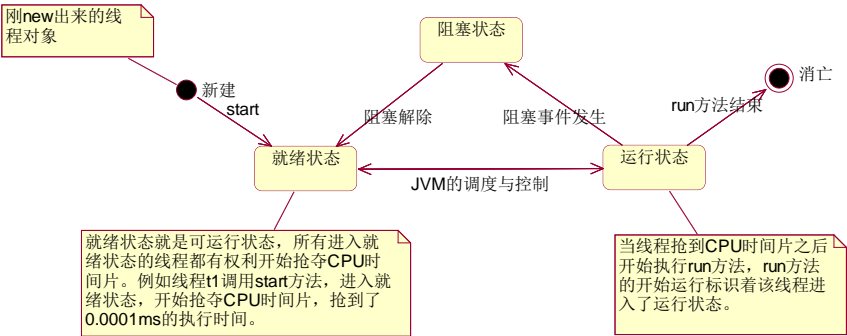 刚new出来的线
程对象
阻塞状态
新建
消亡
start
run方法结束
阻塞解除
阻塞事件发生
就绪状态
运行状态
JVM的调度与控制
就绪状态就是可运行状态，所有进入就
绪状态的线程都有权利开始抢夺CPU时
间片。例如线程t1调用start方法，进入就
绪状态，开始抢夺CPU时间片，抢到了
0.0001ms的执行时间。
当线程抢到CPU时间片之后
开始执行run方法，run方法
的开始运行标识着该线程进
入了运行状态。